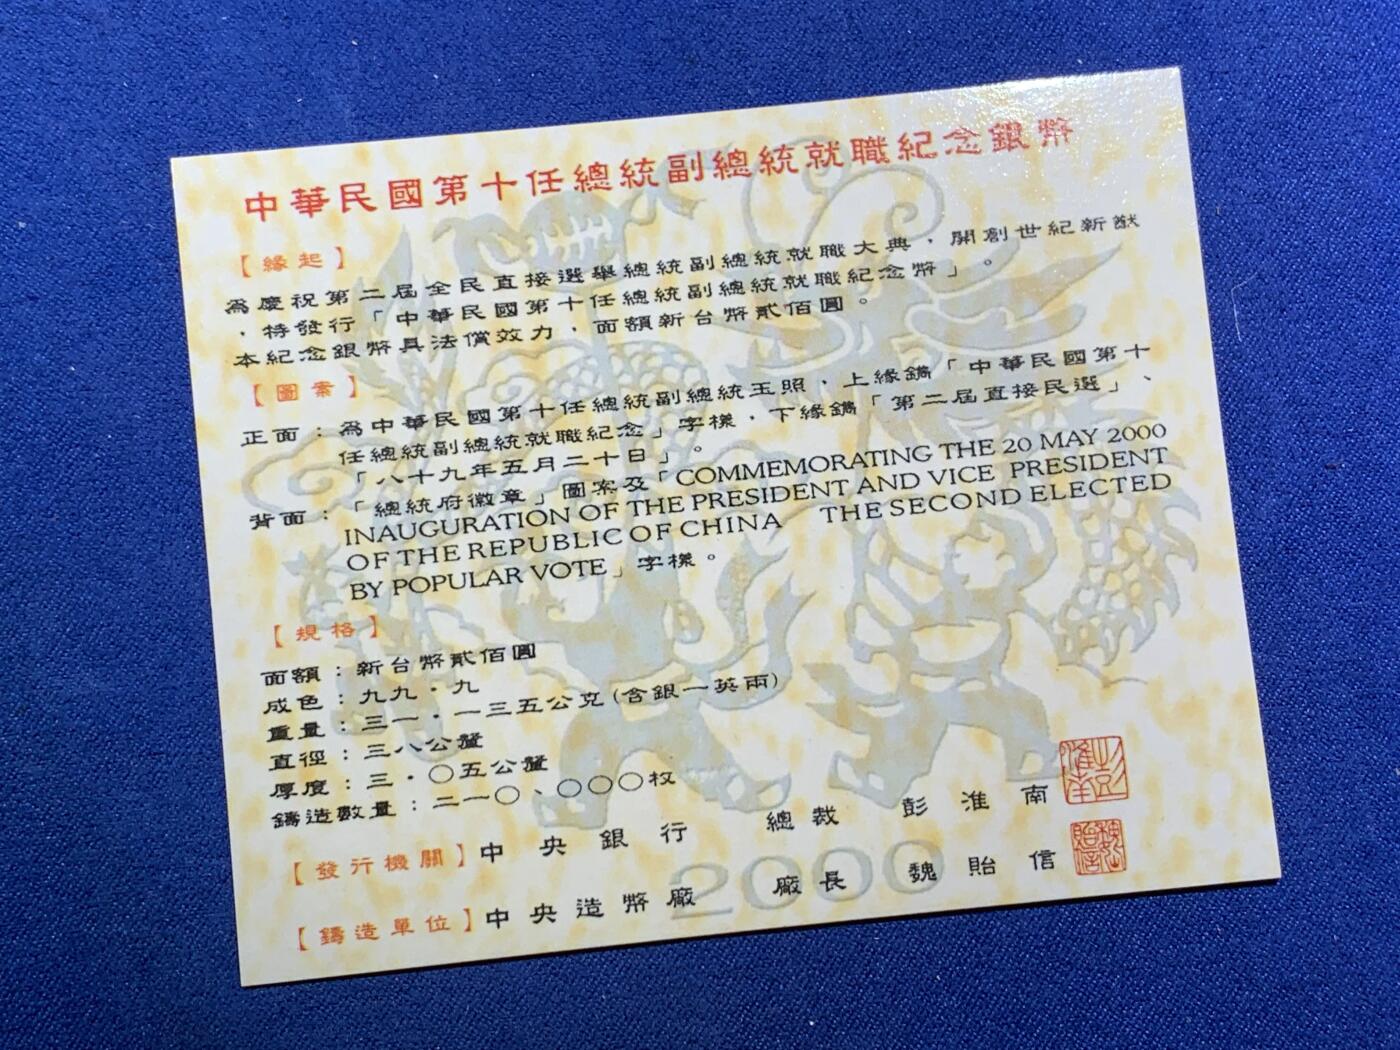 中華民國第十任總統副總統就職紀念銀幣
【緣起】
為慶祝第二屆全民直接選舉總統副總統就職大典，開創世紀新猷
，特發行「中華民國第十任總統副總統就職紀念幣」。
本紀念銀幣具法償效力，面額新台幣貳佰圓。
【圖案】
正面：為中華民國第十任總統副總統玉照，上緣鐫「中華民國第十
任總統副總統就職紀念」字樣，下緣鐫「第二屆直接民選」、
「八十九年五月二十日」。
背面：「總統府徽章」圖案及「COMMEMORATING THE 20 MAY 2000
INAUGURATION OF THE PRESIDENT AND VICE PRESIDENT
OF THE REPUBLIC OF CHINA THE SECOND ELECTED
BY POPULAR VOTE」字樣。
【規格】
面額：新台幣貳佰圓
成色：九九．九
重量：三一．一三五公克(含銀一英兩)
直徑：三八公釐
厚度：三．〇五公釐
鑄造數量：二一〇、〇〇〇枚
【發行機關】中央銀行 總裁 彭淮南
彭淮南
【鑄造單位】中央造幣廠 廠長 魏貽信
魏貽信
2000